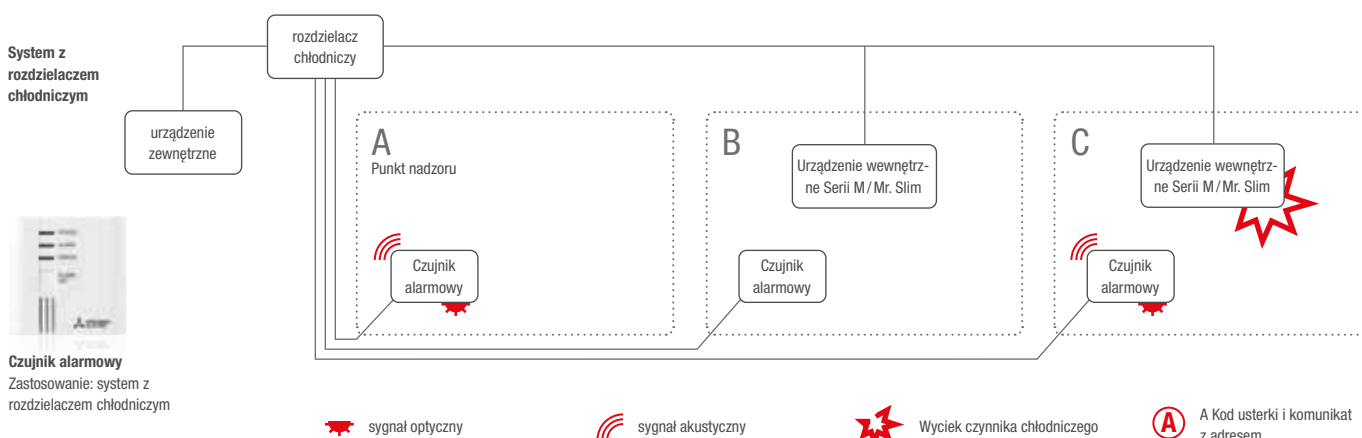 System z
rozdzielaczem
chłodniczym
rozdzielacz
chłodniczy
urządzenie
zewnętrzne
A
Punkt nadzoru
Czujnik
alarmowy
B
Urządzenie wewnętrz-
ne Serii M / Mr. Slim
Czujnik
alarmowy
C
Urządzenie wewnętrz-
ne Serii M / Mr. Slim
Czujnik
alarmowy
Czujnik alarmowy
Zastosowanie: system z
rozdzielaczem chłodniczym
sygnał optyczny
sygnał akustyczny
Wyciek czynnika chłodniczego
A
A Kod usterki i komunikat
z adresem